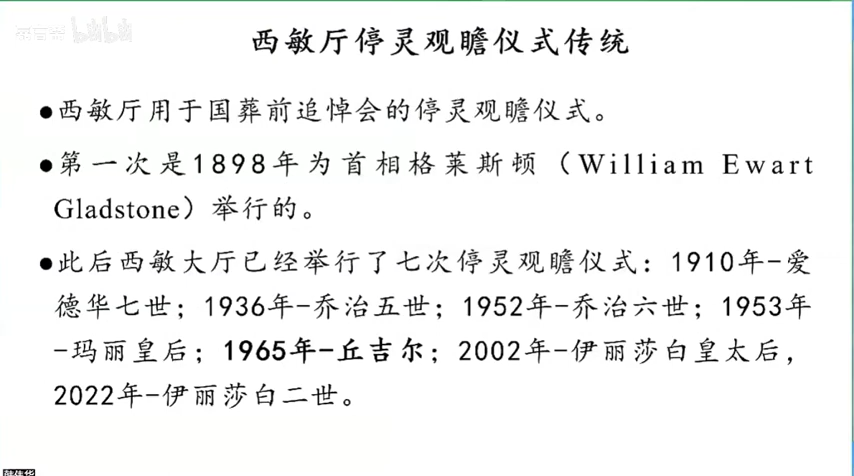 bilibili
西敏厅停灵观瞻仪式传统
●西敏厅用于国葬前追悼会的停灵观瞻仪式。
●第一次是1898年为首相格莱斯顿（William Ewart
Gladstone）举行的。
●此后西敏大厅已经举行了七次停灵观瞻仪式：1910年-爱
德华七世；1936年-乔治五世；1952年-乔治六世；1953年
-玛丽皇后；1965年-丘吉尔；2002年-伊丽莎白皇太后，
2022年-伊丽莎白二世。